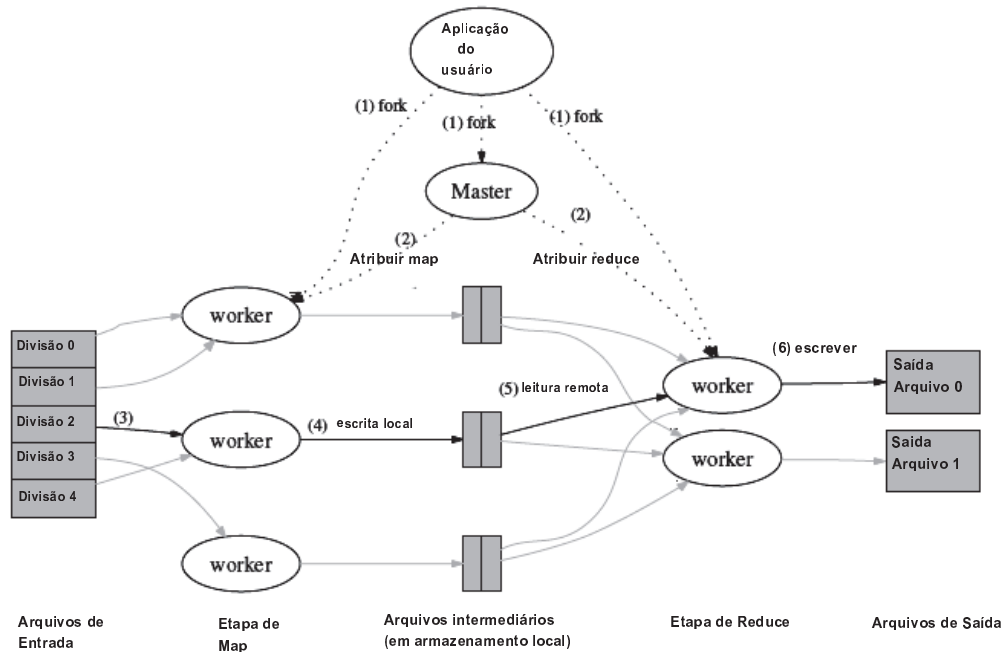 Aplicação
do
usuário
(1) fork
(1) fork
(1) fork
Master
(2)
(2)
Atribuir map
Atribuir reduce
worker
Divisão 0
Divisão 1
Divisão 2
Divisão 3
Divisão 4
(3)
worker
(4) escrita local
(5) leitura remota
worker
(6) escrever
Saída
Arquivo 0
worker
Saida
Arquivo 1
worker
Arquivos de
Entrada
Etapa de
Map
Arquivos intermediários
(em armazenamento local)
Etapa de Reduce
Arquivos de Saída